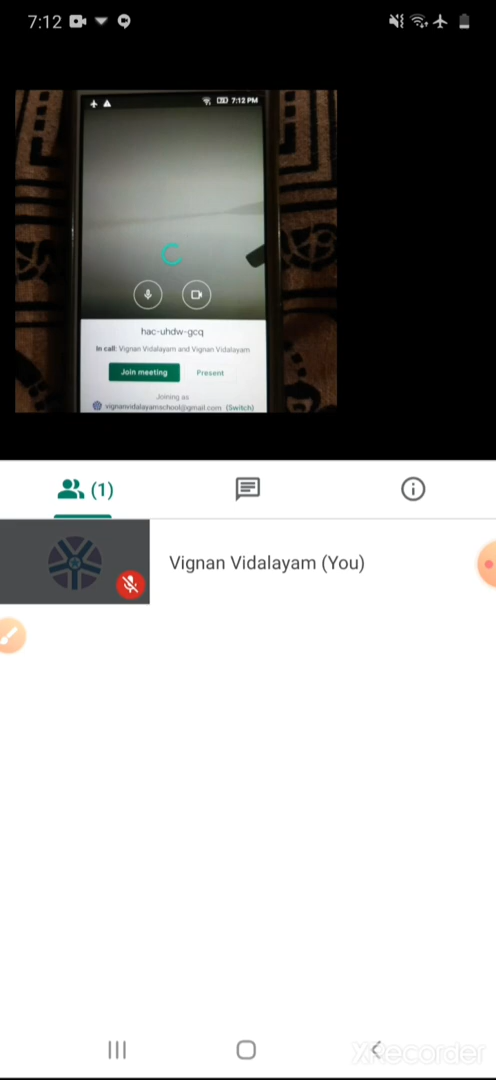 7:12
7:12 PM
hac-uhdw-gcq
In call: Vignan Vidalayam and Vignan Vidalayam
Join meeting
Present
Joining as
vignanvidalayamschool@gmail.com (Switch)
(1)
Vignan Vidalayam (You)
XRecorder